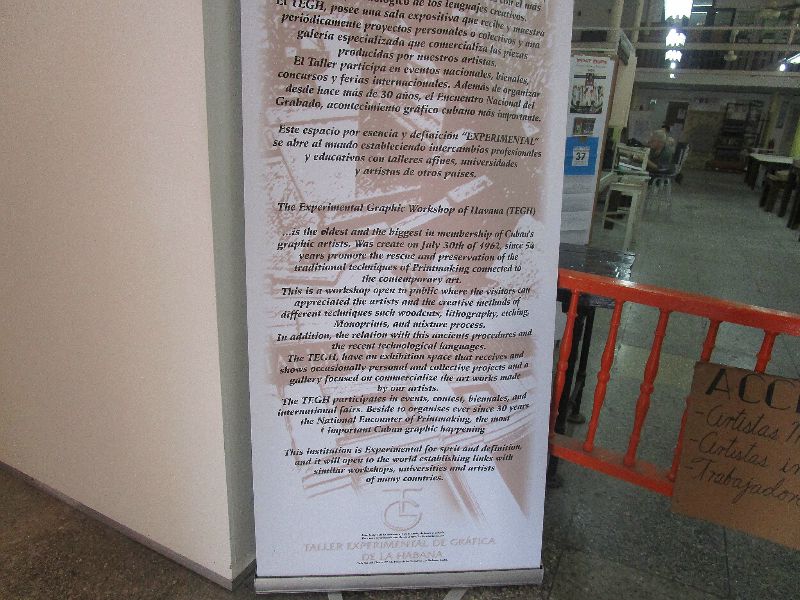 de los lenguajes creativos.
El TEGH, posee una sala expositiva que recibe y muestra
periódicamente proyectos personales o colectivos y una
galería especializada que comercializa las piezas
producidas por nuestros artistas.
El Taller participa en eventos nacionales, bienales,
concursos y ferias internacionales. Además de organizar
desde hace más de 30 años, el Encuentro Nacional del
Grabado, acontecimiento gráfico cubano más importante.
Este espacio por esencia y definición "EXPERIMENTAL"
se abre al mundo estableciendo intercambios profesionales
y educativos con talleres afines, universidades
y artistas de otros países.
The Experimental Graphic Workshop of Havana (TEGH)
...is the oldest and the biggest in membership of Cuban's
graphic artists. Was create on July 30th of 1962, since 54
years promote the rescue and preservation of the
traditional techniques of Printmaking connected to
the contemporary art.
This is a workshop open to public where the visitors can
appreciated the artists and the creative methods of
different techniques such woodcuts, lithography, etching,
Monoprints, and mixture process.
In addition, the relation with this ancients procedures and
the recent technological languages.
The TEGH, have an exhibition space that receives and
shows occasionally personal and collective projects and a
gallery focused on commercialize the art works made
by our artists.
The TEGH participates in events, contest, biennales, and
international fairs. Beside to organises ever since 30 years
the National Encounter of Printmaking, the most
important Cuban graphic happening
This institution is Experimental for sprit and definition
and it will open to the world establishing links with
similar workshops, universities and artists
of many countries.
TALLER EXPERIMENTAL DE GRÁFICA
DE LA HABANA
37
-Artistas
-Artistas